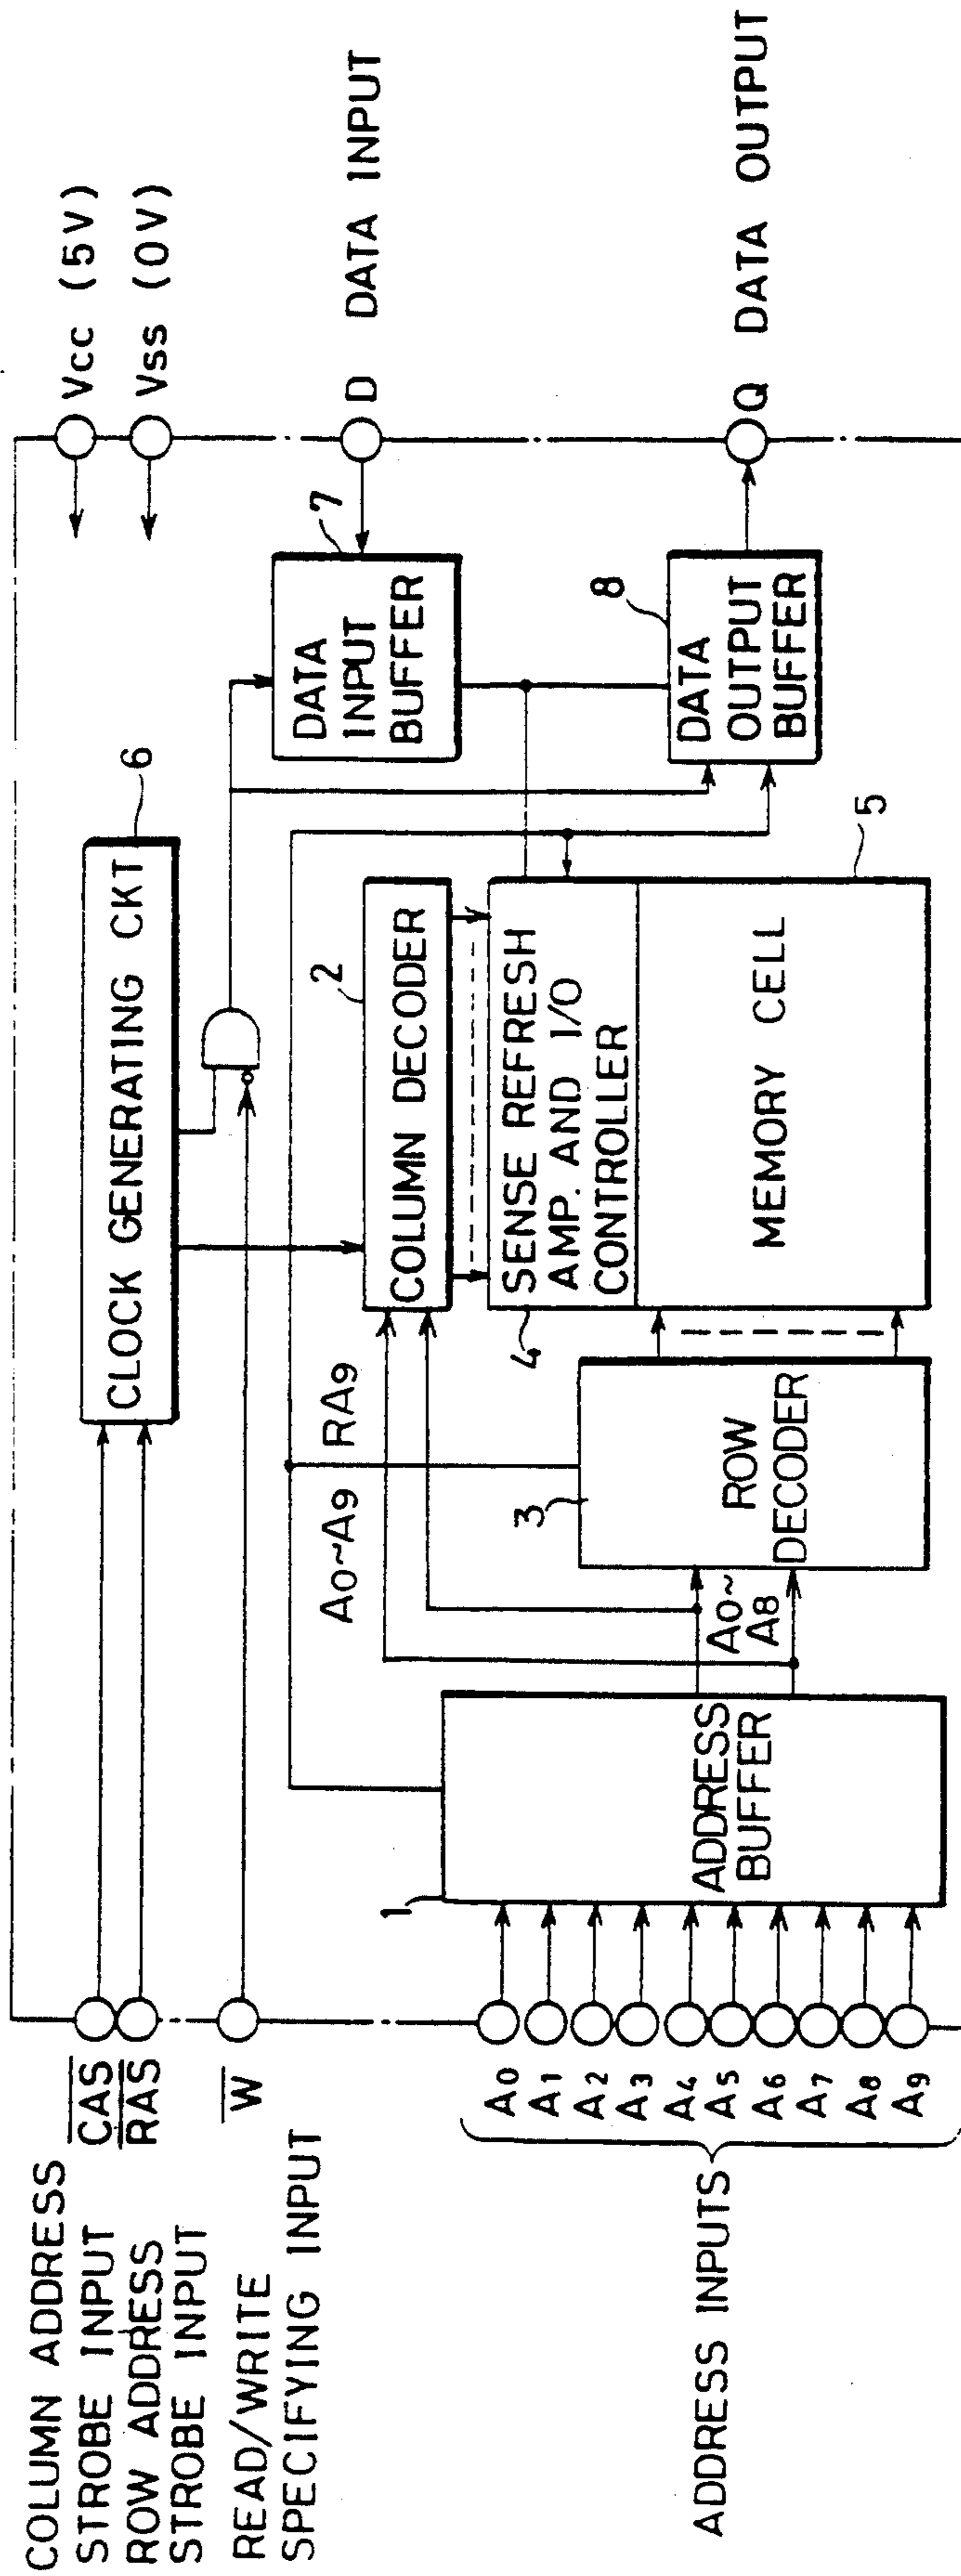 COLUMN ADDRESS
STROBE INPUT
CAS
ROW ADDRESS
STROBE INPUT
RAS
READ/WRITE
SPECIFYING INPUT
W
ADDRESS INPUTS
A0
A1
A2
A3
A4
A5
A6
A7
A8
A9
1
ADDRESS
BUFFER
A0~A9
RA9
A0~
A8
3
ROW
DECODER
CLOCK GENERATING CKT
6
2
COLUMN DECODER
4
SENSE REFRESH
AMP. AND I/O
CONTROLLER
MEMORY CELL
5
7
DATA
INPUT
BUFFER
8
DATA
OUTPUT
BUFFER
Vcc (5V)
Vss (0V)
D DATA INPUT
Q DATA OUTPUT